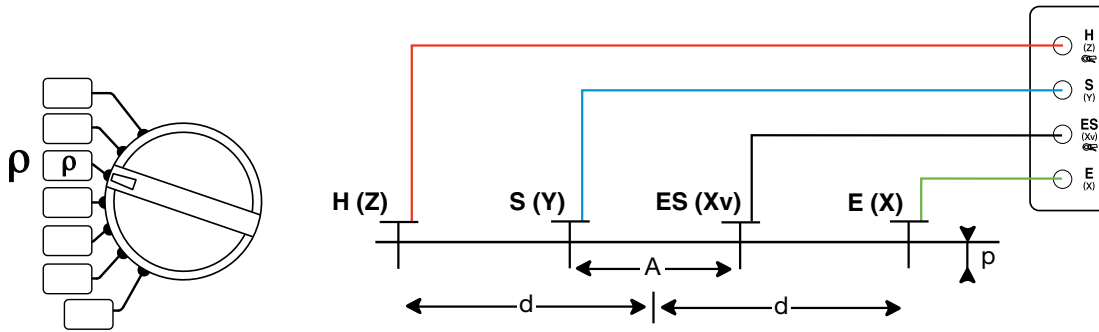 ρ
ρ
H (Z)
S (Y)
ES (Xv)
E (X)
A
d
d
p
H
(Z)
S
(Y)
ES
(Xv)
E
(X)